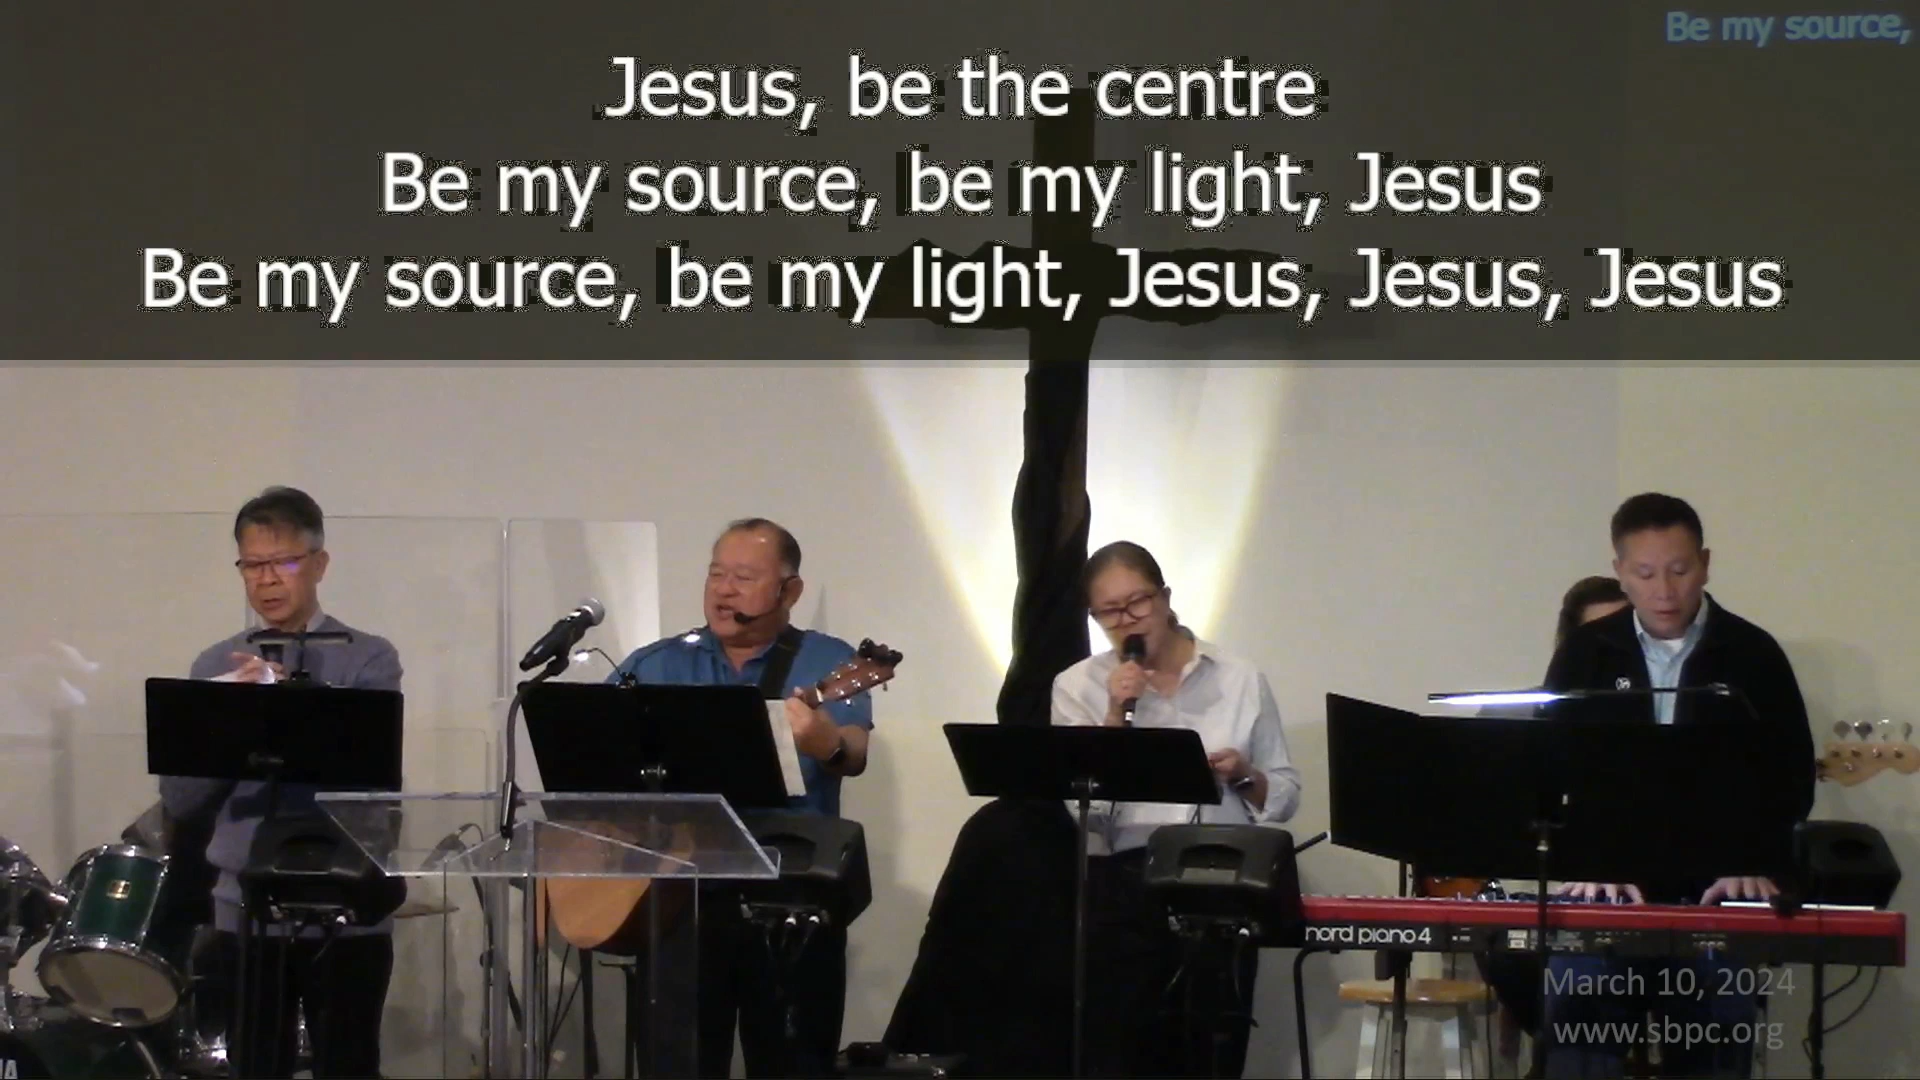 Be my source,
Jesus, be the centre
Be my source, be my light, Jesus
Be my source, be my light, Jesus, Jesus, Jesus
nord piano 4
March 10, 2024
www.sbpc.org